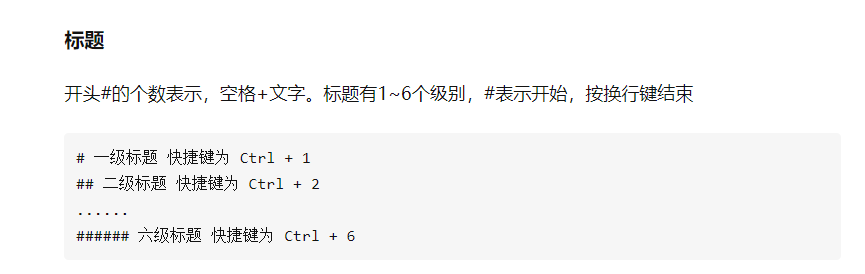 标题
开头#的个数表示，空格+文字。标题有1~6个级别，#表示开始，按换行键结束
# 一级标题 快捷键为 Ctrl + 1
## 二级标题 快捷键为 Ctrl + 2
......
###### 六级标题 快捷键为 Ctrl + 6